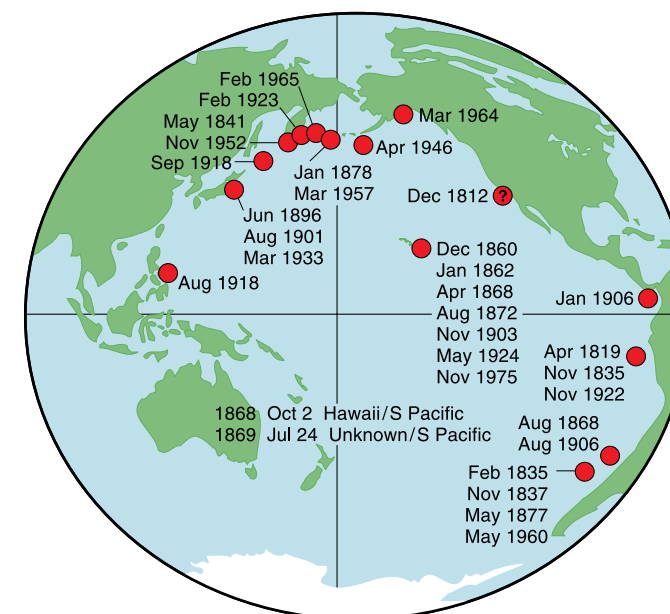 Feb 1965
Feb 1923
May 1841
Nov 1952
Sep 1918
Mar 1964
Apr 1946
Jan 1878
Mar 1957
Dec 1812 ?
Jun 1896
Aug 1901
Mar 1933
Aug 1918
Dec 1860
Jan 1862
Apr 1868
Aug 1872
Nov 1903
May 1924
Nov 1975
Jan 1906
Apr 1819
Nov 1835
Nov 1922
1868 Oct 2 Hawaii/S Pacific
1869 Jul 24 Unknown/S Pacific
Aug 1868
Aug 1906
Feb 1835
Nov 1837
May 1877
May 1960